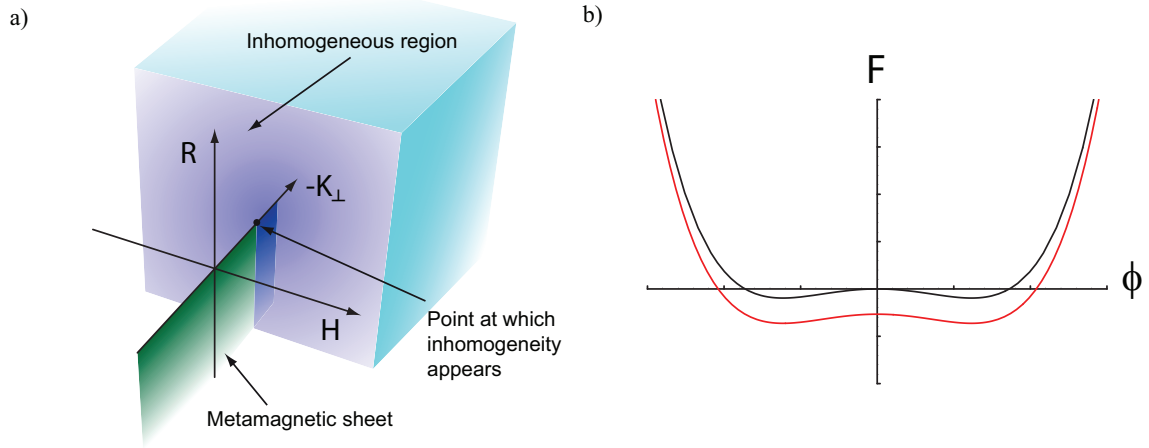 a)
Inhomogeneous region
R
-K⊥
H
Point at which
inhomogeneity
appears
Metamagnetic sheet
b)
F
ϕ